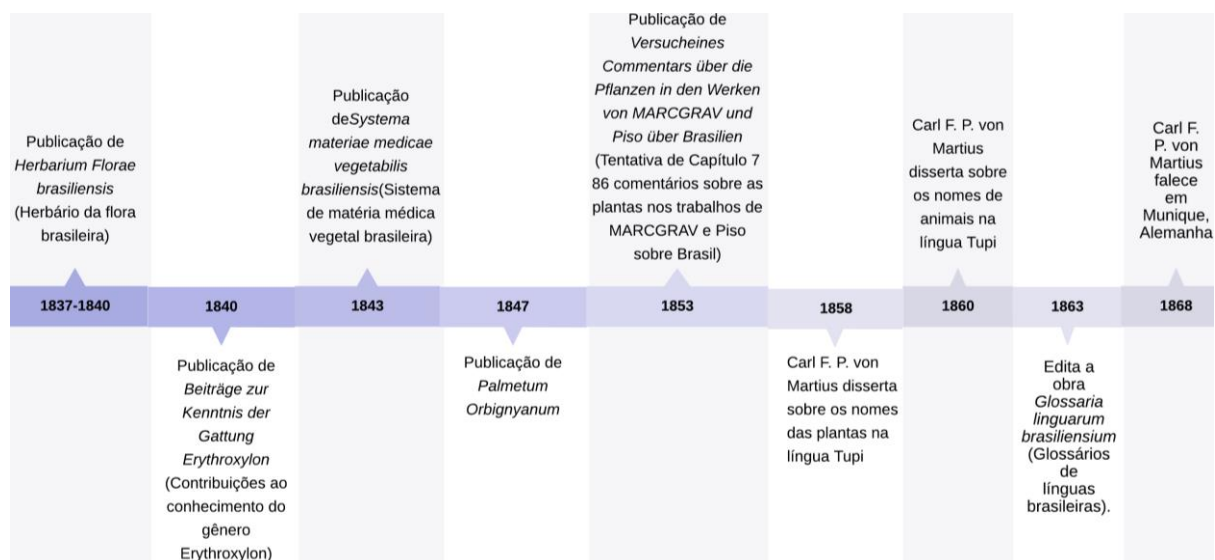 Publicação de
Herbarium Florae
brasiliensis
(Herbário da flora
brasileira)
1837-1840
1840
Publicação de
Beiträge zur
Kenntnis der
Gattung
Erythroxylon
(Contribuições ao
conhecimento do
gênero
Erythroxylon)
Publicação
deSystema
materiae medicae
vegetabilis
brasiliensis(Sistema
de matéria médica
vegetal brasileira)
1843
1847
Publicação de
Palmetum
Orbignyanum
Publicação de
Versucheines
Commentars über die
Pflanzen in den Werken
von MARCGRAV und
Piso über Brasilien
(Tentativa de Capítulo 7
86 comentários sobre as
plantas nos trabalhos de
MARCGRAV e Piso
sobre Brasil)
1853
1858
Carl F. P. von
Martius disserta
sobre os nomes
das plantas na
língua Tupi
Carl F. P. von
Martius
disserta sobre
os nomes de
animais na
língua Tupi
1860
1863
Edita a
obra
Glossaria
linguarum
brasiliensium
(Glossários
de
línguas
brasileiras).
Carl F.
P. von
Martius
falece
em
Munique,
Alemanha
1868